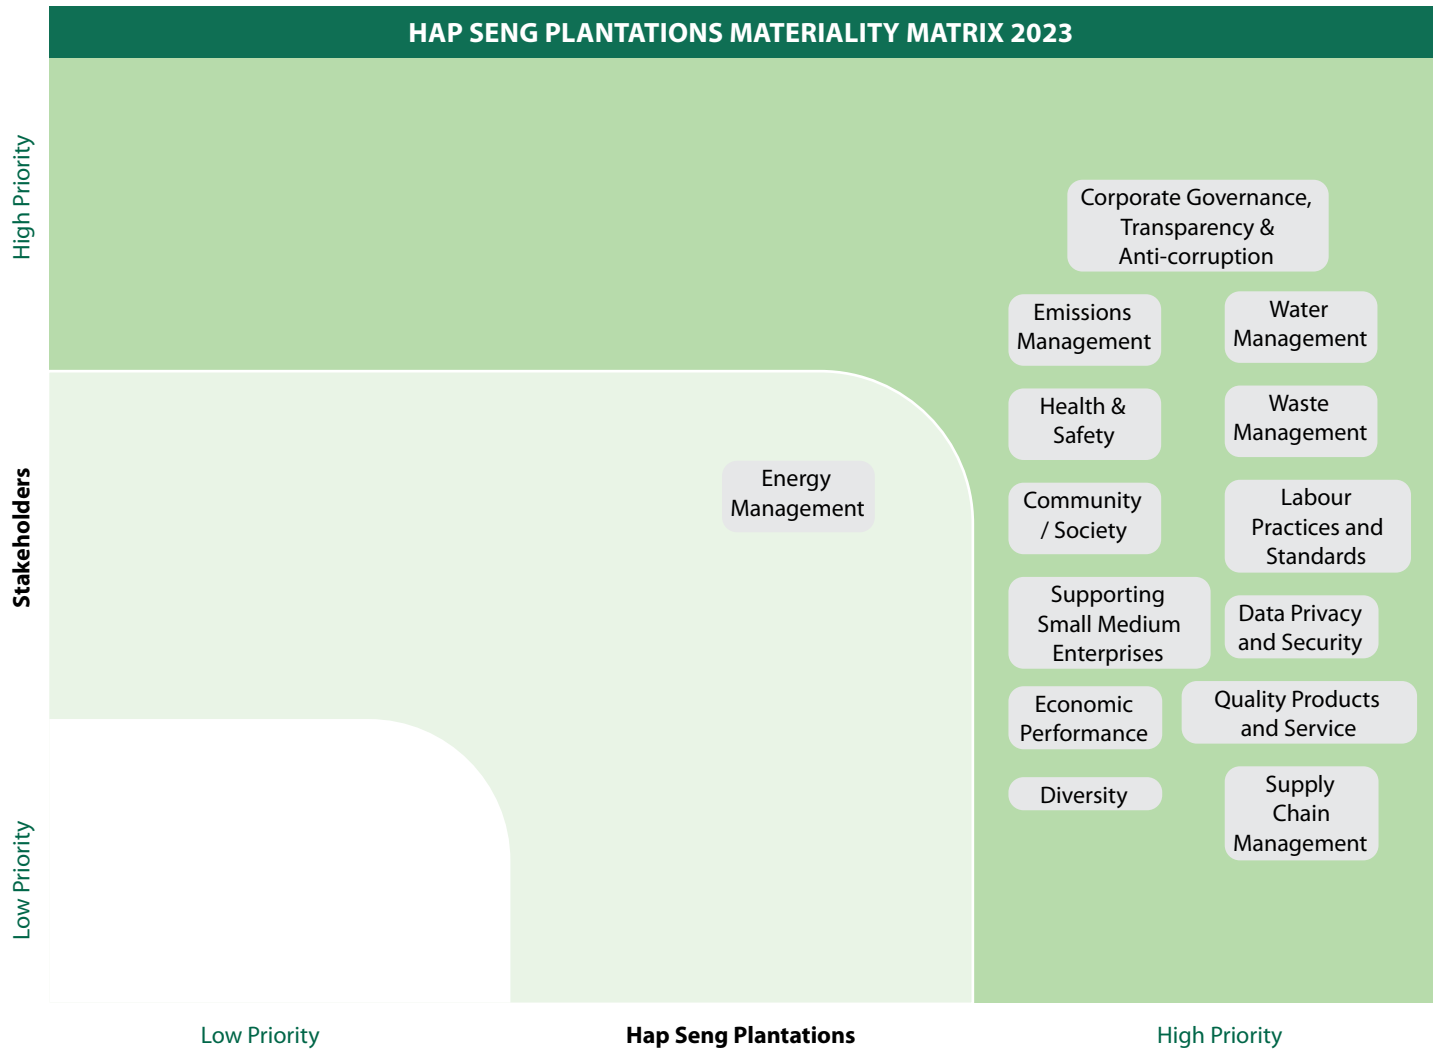 HAP SENG PLANTATIONS MATERIALITY MATRIX 2023
High Priority
Stakeholders
Low Priority
Corporate Governance,
Transparency &
Anti-corruption
Emissions
Management
Water
Management
Health &
Safety
Waste
Management
Energy
Management
Community
/ Society
Labour
Practices and
Standards
Supporting
Small Medium
Enterprises
Data Privacy
and Security
Economic
Performance
Quality Products
and Service
Diversity
Supply
Chain
Management
Low Priority
Hap Seng Plantations
High Priority